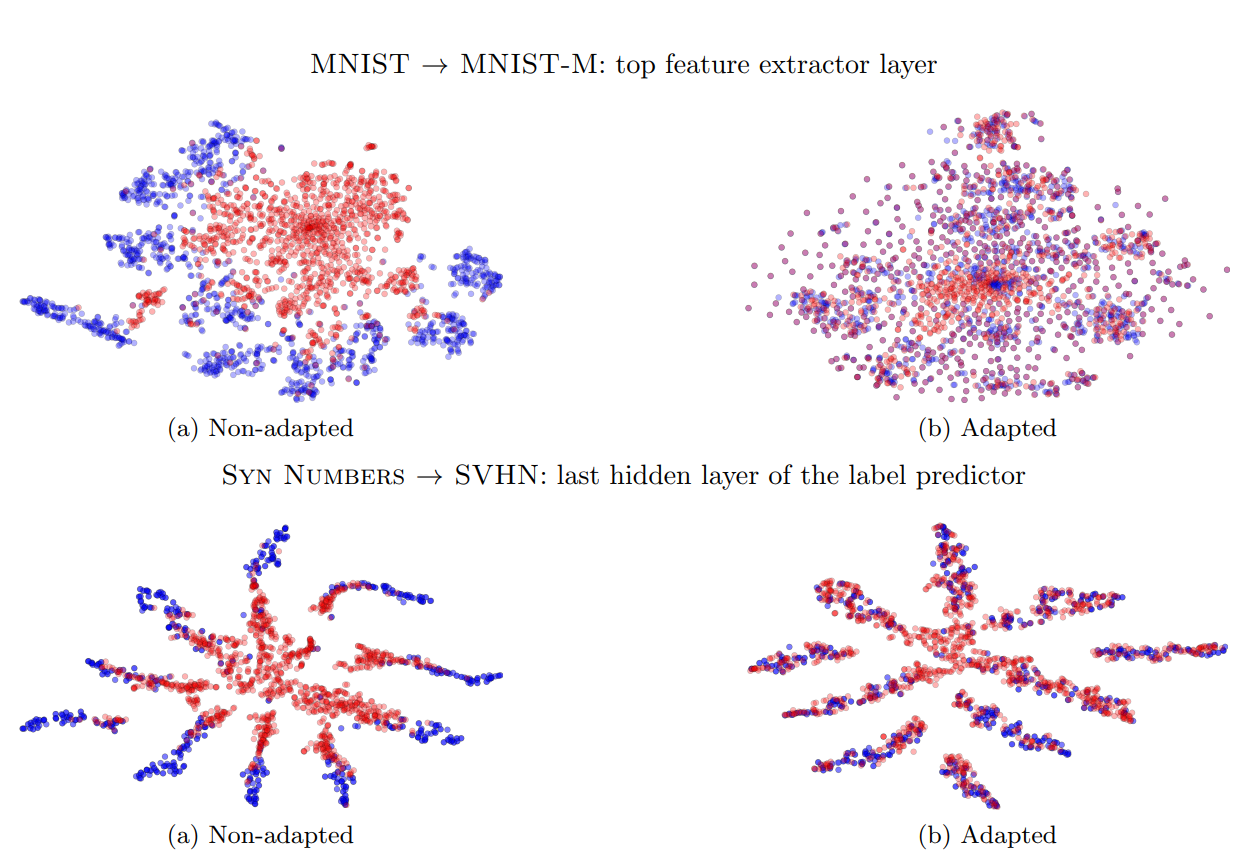 MNIST → MNIST-M: top feature extractor layer
(a) Non-adapted
(b) Adapted
Syn Numbers → SVHN: last hidden layer of the label predictor
(a) Non-adapted
(b) Adapted